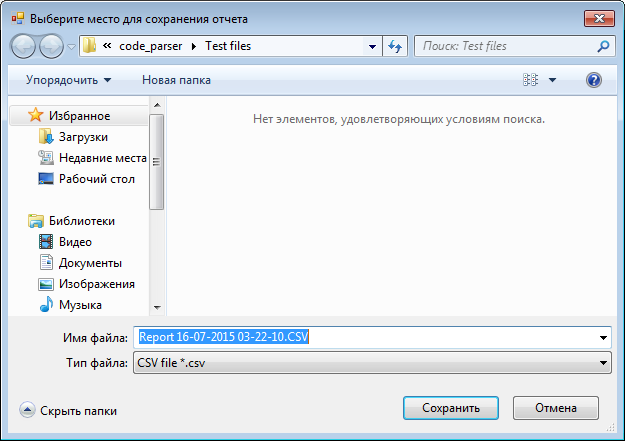 Выберите место для сохранения отчета
« code_parser ▸ Test files
Поиск: Test files
Упорядочить
Новая папка
Избранное
Загрузки
Недавние места
Рабочий стол
Библиотеки
Видео
Документы
Изображения
Музыка
Нет элементов, удовлетворяющих условиям поиска.
Имя файла: Report 16-07-2015 03-22-10.CSV
Тип файла: CSV file *.csv
Скрыть папки
Сохранить
Отмена